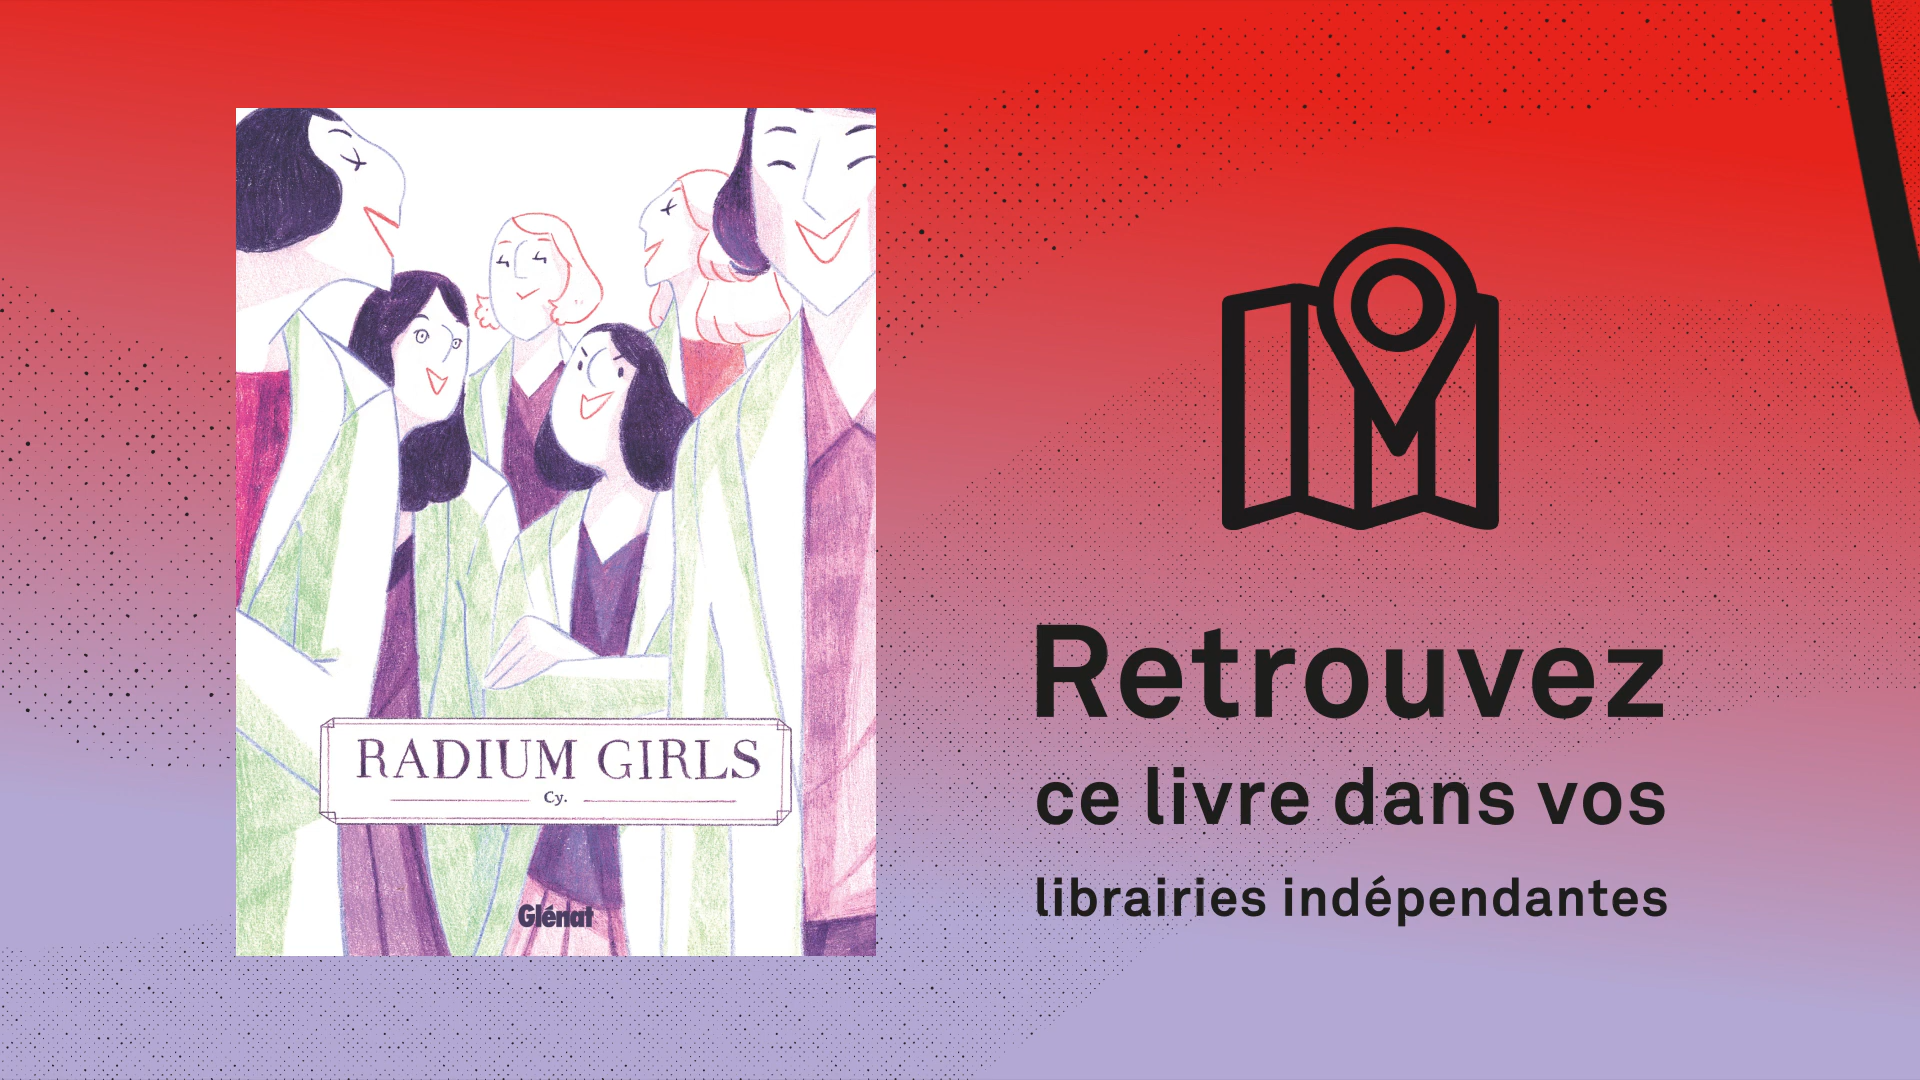 RADIUM GIRLS
Cy.
Glénat
Retrouvez
ce livre dans vos
librairies indépendantes